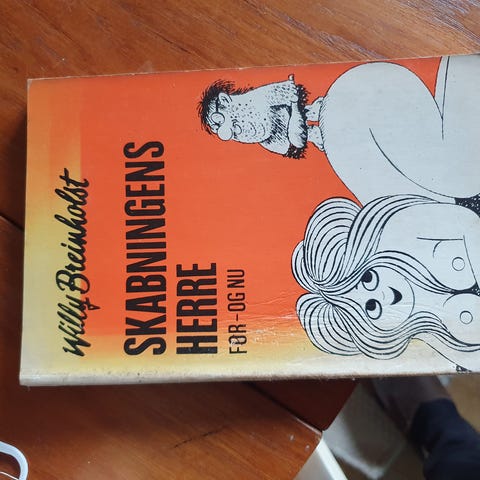 Willy Breinholst
SKABNINGENS
HERRE
FØR - OG NU